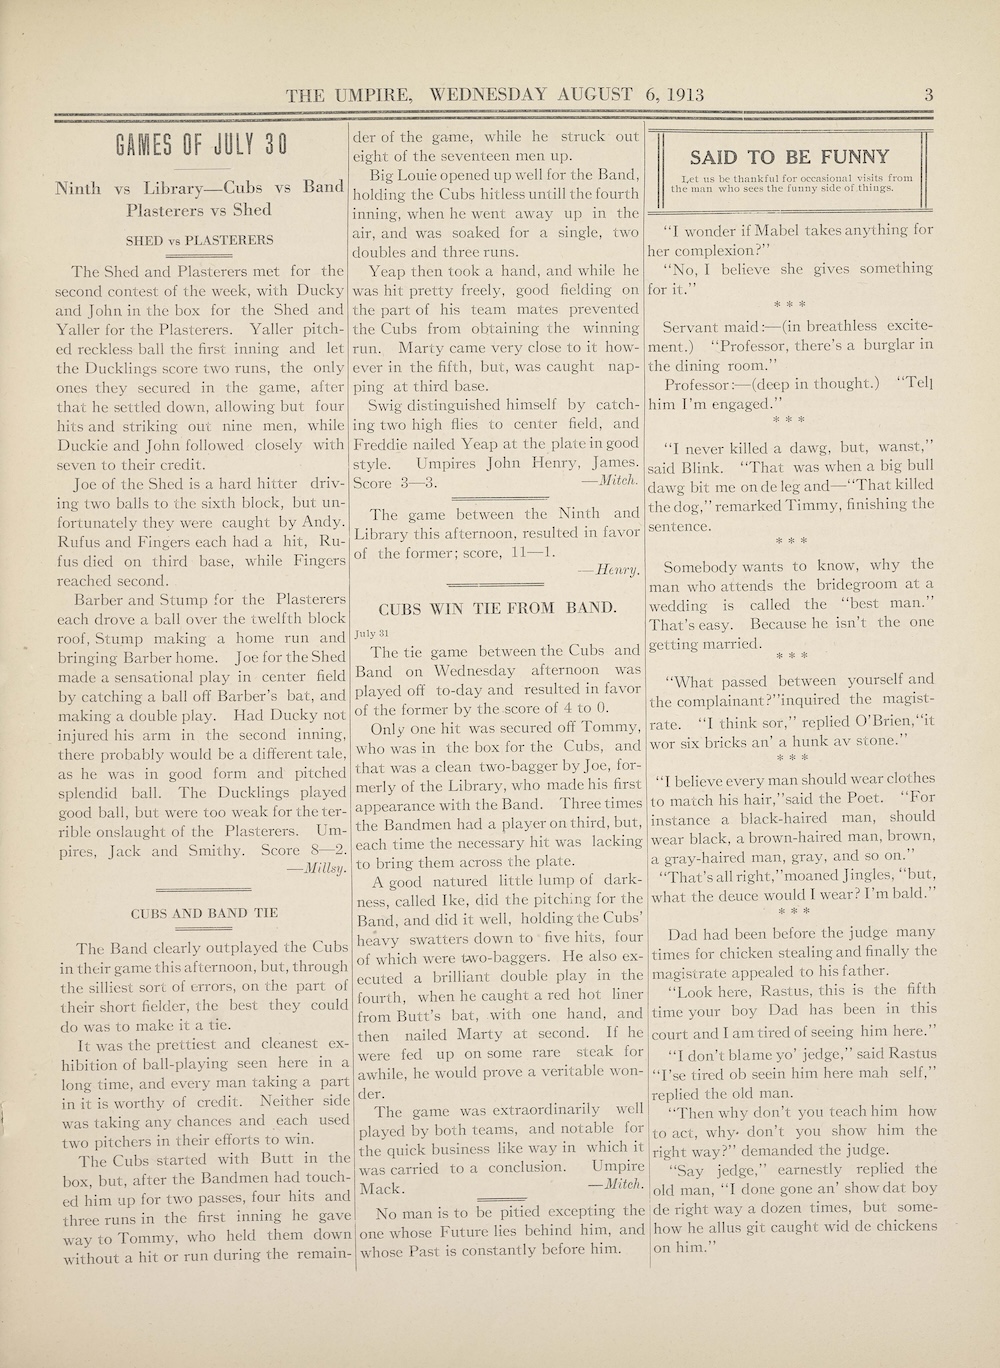 THE UMPIRE, WEDNESDAY AUGUST 6, 1913
3
GAMES OF JULY 30
Ninth vs Library—Cubs vs Band
Plasterers vs Shed
SHED vs PLASTERERS
The Shed and Plasterers met for the
second contest of the week, with Ducky
and John in the box for the Shed and
Yaller for the Plasterers. Yaller pitch-
ed reckless ball the first inning and let
the Ducklings score two runs, the only
ones they secured in the game, after
that he settled down, allowing but four
hits and striking out nine men, while
Duckie and John followed closely with
seven to their credit.
Joe of the Shed is a hard hitter driv-
ing two balls to the sixth block, but un-
fortunately they were caught by Andy.
Rufus and Fingers each had a hit, Ru-
fus died on third base, while Fingers
reached second.
Barber and Stump for the Plasterers
each drove a ball over the twelfth block
roof, Stump making a home run and
bringing Barber home. Joe for the Shed
made a sensational play in center field
by catching a ball off Barber's bat, and
making a double play. Had Ducky not
injured his arm in the second inning,
there probably would be a different tale,
as he was in good form and pitched
splendid ball. The Ducklings played
good ball, but were too weak for the ter-
rible onslaught of the Plasterers. Um-
pires, Jack and Smithy. Score 8—2.
—Millsy.
CUBS AND BAND TIE
The Band clearly outplayed the Cubs
in their game this afternoon, but, through
the silliest sort of errors, on the part of
their short fielder, the best they could
do was to make it a tie.
It was the prettiest and cleanest ex-
hibition of ball-playing seen here in a
long time, and every man taking a part
in it is worthy of credit. Neither side
was taking any chances and each used
two pitchers in their efforts to win.
The Cubs started with Butt in the
box, but, after the Bandmen had touch-
ed him up for two passes, four hits and
three runs in the first inning he gave
way to Tommy, who held them down
without a hit or run during the remain-
der of the game, while he struck out
eight of the seventeen men up.
Big Louie opened up well for the Band,
holding the Cubs hitless untill the fourth
inning, when he went away up in the
air, and was soaked for a single, two
doubles and three runs.
Yeap then took a hand, and while he
was hit pretty freely, good fielding on
the part of his team mates prevented
the Cubs from obtaining the winning
run. Marty came very close to it how-
ever in the fifth, but, was caught nap-
ping at third base.
Swig distinguished himself by catch-
ing two high flies to center field, and
Freddie nailed Yeap at the plate in good
style. Umpires John Henry, James.
Score 3—3. —Mitch.
The game between the Ninth and
Library this afternoon, resulted in favor
of the former; score, 11—1.
—Henry.
CUBS WIN TIE FROM BAND.
July 31
The tie game between the Cubs and
Band on Wednesday afternoon was
played off to-day and resulted in favor
of the former by the score of 4 to 0.
Only one hit was secured off Tommy,
who was in the box for the Cubs, and
that was a clean two-bagger by Joe, for-
merly of the Library, who made his first
appearance with the Band. Three times
the Bandmen had a player on third, but,
each time the necessary hit was lacking
to bring them across the plate.
A good natured little lump of dark-
ness, called Ike, did the pitching for the
Band, and did it well, holding the Cubs'
heavy swatters down to five hits, four
of which were two-baggers. He also ex-
ecuted a brilliant double play in the
fourth, when he caught a red hot liner
from Butt's bat, with one hand, and
then nailed Marty at second. If he
were fed up on some rare steak for
awhile, he would prove a veritable won-
der.
The game was extraordinarily well
played by both teams, and notable for
the quick business like way in which it
was carried to a conclusion. Umpire
Mack. —Mitch.
No man is to be pitied excepting the
one whose Future lies behind him, and
whose Past is constantly before him.
SAID TO BE FUNNY
Let us be thankful for occasional visits from
the man who sees the funny side of things.
"I wonder if Mabel takes anything for
her complexion?"
"No, I believe she gives something
for it."
* * *
Servant maid:—(in breathless excite-
ment.) "Professor, there's a burglar in
the dining room."
Professor:—(deep in thought.) "Tell
him I'm engaged."
* * *
"I never killed a dawg, but, wanst,"
said Blink. "That was when a big bull
dawg bit me on de leg and—"That killed
the dog," remarked Timmy, finishing the
sentence.
* * *
Somebody wants to know, why the
man who attends the bridegroom at a
wedding is called the "best man."
That's easy. Because he isn't the one
getting married.
* * *
"What passed between yourself and
the complainant?"inquired the magist-
rate. "I think sor," replied O'Brien,"it
wor six bricks an' a hunk av stone."
* * *
"I believe every man should wear clothes
to match his hair,"said the Poet. "For
instance a black-haired man, should
wear black, a brown-haired man, brown,
a gray-haired man, gray, and so on."
"That's all right,"moaned Jingles, "but,
what the deuce would I wear? I'm bald."
* * *
Dad had been before the judge many
times for chicken stealing and finally the
magistrate appealed to his father.
"Look here, Rastus, this is the fifth
time your boy Dad has been in this
court and I am tired of seeing him here."
"I don't blame yo' jedge," said Rastus
"I'se tired ob seein him here mah self,"
replied the old man.
"Then why don't you teach him how
to act, why don't you show him the
right way?" demanded the judge.
"Say jedge," earnestly replied the
old man, "I done gone an' show dat boy
de right way a dozen times, but some-
how he allus git caught wid de chickens
on him."